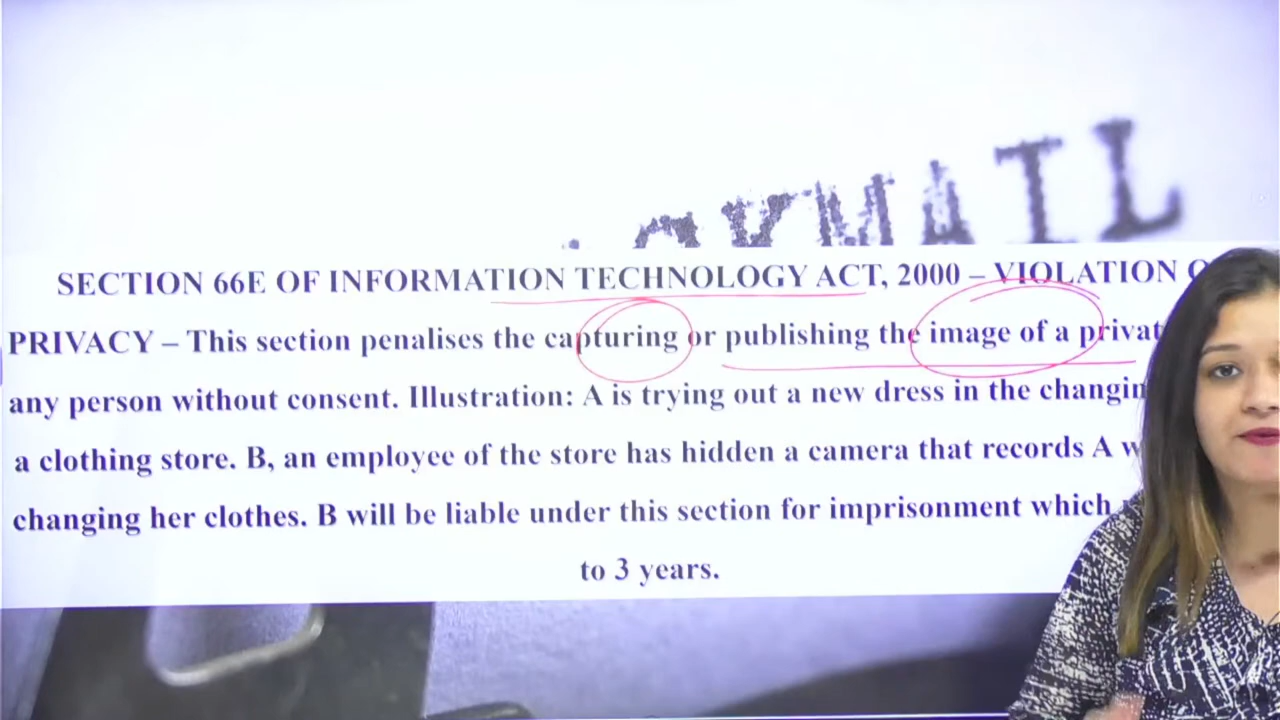 KMAIL
SECTION 66E OF INFORMATION TECHNOLOGY ACT, 2000 – VIOLATION
PRIVACY – This section penalises the capturing or publishing the image of a
any person without consent. Illustration: A is trying out a new dress in the
a clothing store. B, an employee of the store has hidden a camera that records A
changing her clothes. B will be liable under this section for imprisonment which
to 3 years.